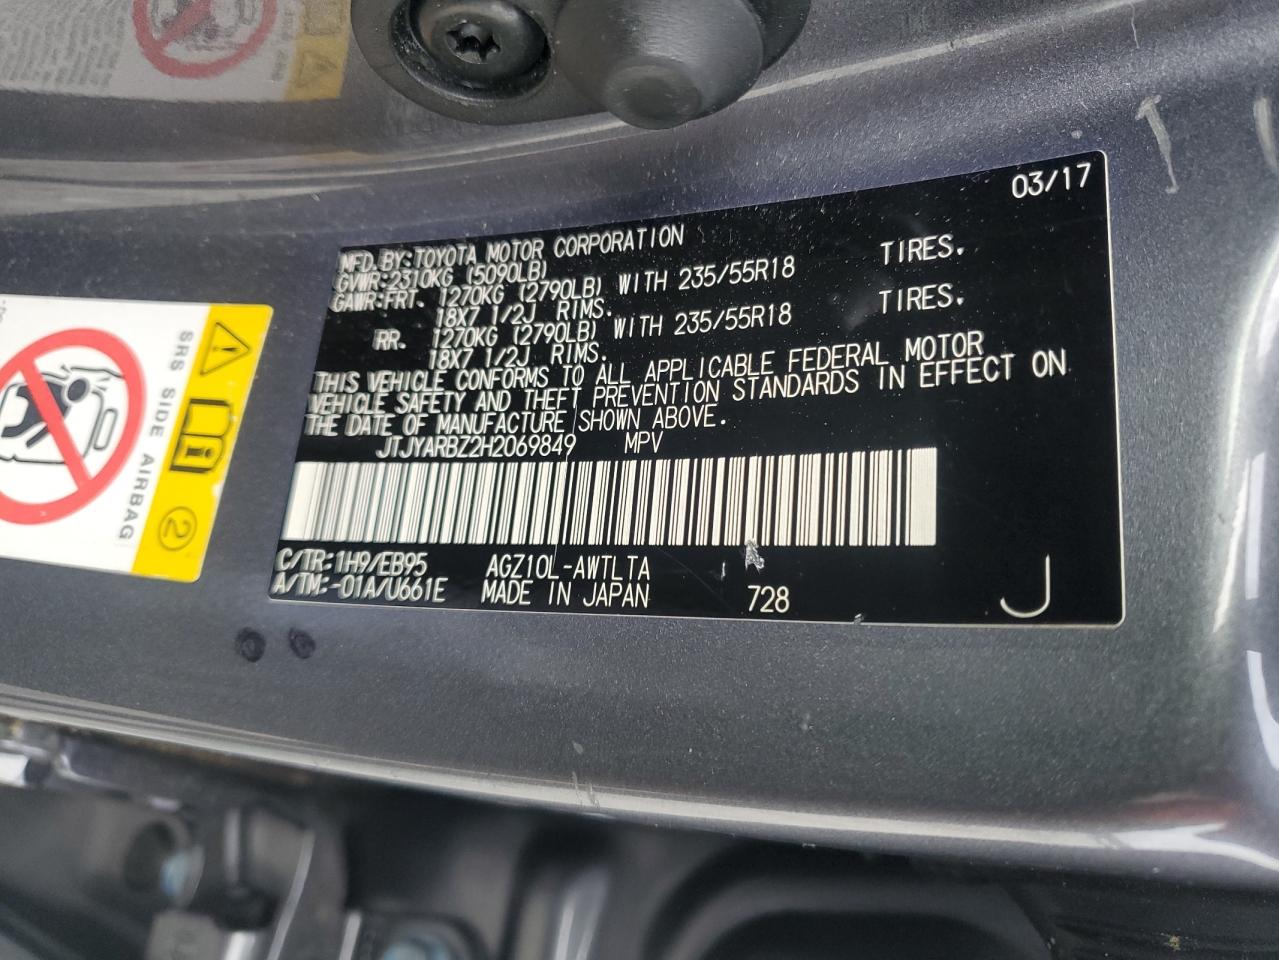 03/17
MFD.BY:TOYOTA MOTOR CORPORATION
GVWR:2310KG (5090LB)
GAWR:FRT. 1270KG (2790LB) WITH 235/55R18 TIRES.
18X7 1/2J RIMS.
RR. 1270KG (2790LB) WITH 235/55R18 TIRES.
18X7 1/2J RIMS.
THIS VEHICLE CONFORMS TO ALL APPLICABLE FEDERAL MOTOR
VEHICLE SAFETY AND THEFT PREVENTION STANDARDS IN EFFECT ON
THE DATE OF MANUFACTURE SHOWN ABOVE.
JTJYARBZ2H2069849 MPV
C/TR:1H9/EB95 AGZ10L-AWTLTA
A/TM:-01A/U661E MADE IN JAPAN 728
J
SRS SIDE AIRBAG
2